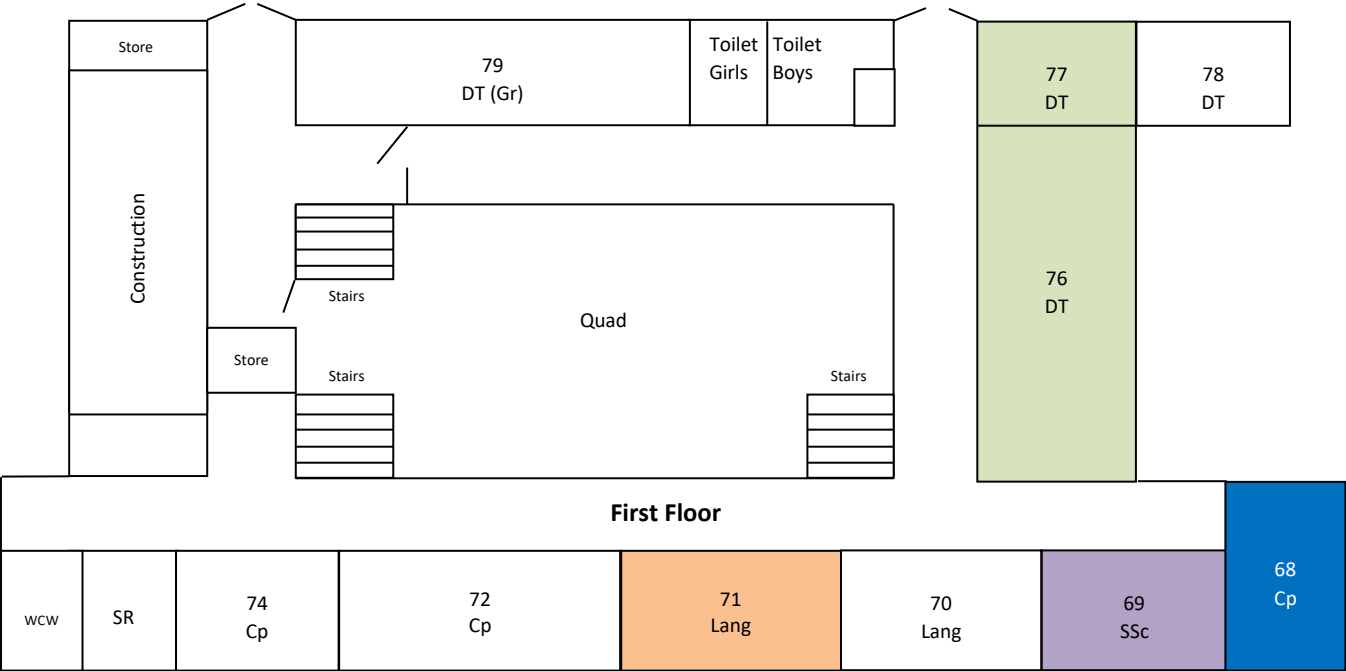 Store
79
DT (Gr)
Toilet
Girls
Toilet
Boys
77
DT
78
DT
Construction
Stairs
Quad
76
DT
Store
Stairs
Stairs
First Floor
WCW
SR
74
Cp
72
Cp
71
Lang
70
Lang
69
SSc
68
Cp